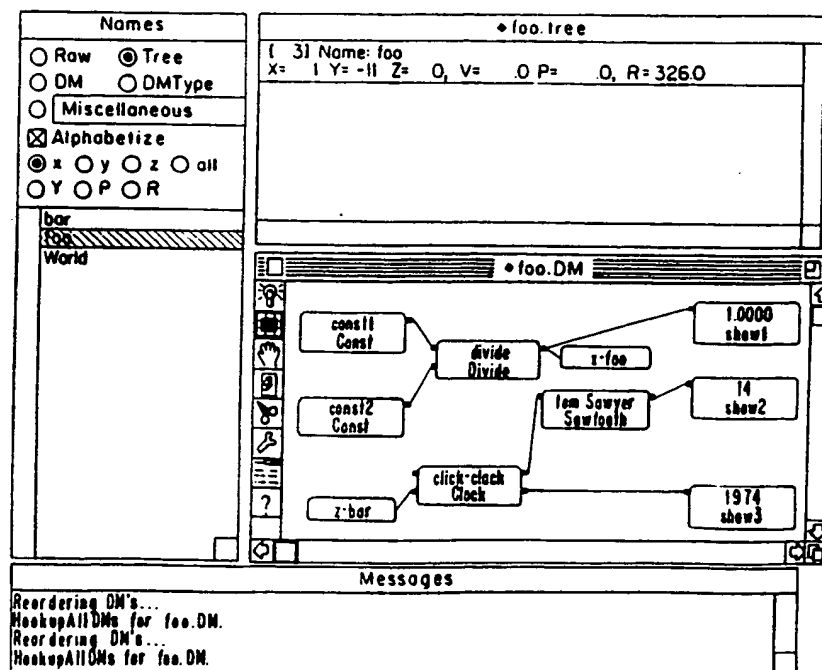 Names
Raw Tree
DM DMType
Miscellaneous
Alphabetize
x y z all
Y P R
bar
foo
World
foo.tree
[ 3] Name: foo
X= 1 Y= -11 Z= 0, V= .0 P= .0, R= 326.0
foo.DM
const1
Const
divide
Divide
x-foo
1.0000
show1
const2
Const
tom Sawyer
Sawtooth
14
show2
click-clack
Clock
z-bar
1974
show3
?
Messages
Reordering DM's...
HookupAllDMs for foo.DM.
Reordering DM's...
HookupAllDMs for foo.DM.